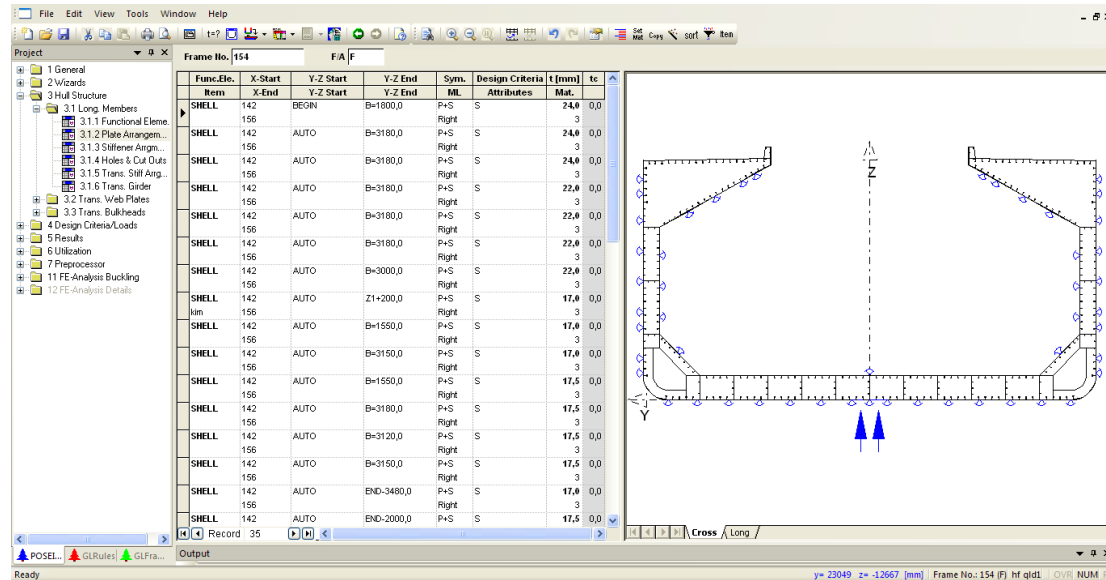 File Edit View Tools Window Help
t=? Set Mat Copy sort Item
Project
Frame No. 154 F/A F
1 General
2 Wizards
3 Hull Structure
3.1 Long. Members
3.1.1 Functional Eleme.
3.1.2 Plate Arrangem...
3.1.3 Stiffener Arrgm...
3.1.4 Holes & Cut Outs
3.1.5 Trans. Stiff Arrg...
3.1.6 Trans. Girder
3.2 Trans. Web Plates
3.3 Trans. Bulkheads
4 Design Criteria/Loads
5 Results
6 Utilization
7 Preprocessor
11 FE-Analysis Buckling
12 FE-Analysis Details
Func.Ele. X-Start Y-Z Start Y-Z End Sym. Design Criteria t [mm] tc
Item X-End Y-Z Start Y-Z End ML Attributes Mat.
SHELL 142 BEGIN B=1800,0 P+S S 24,0 0,0
156 Right 3
SHELL 142 AUTO B=3180,0 P+S S 24,0 0,0
156 Right 3
SHELL 142 AUTO B=3180,0 P+S S 24,0 0,0
156 Right 3
SHELL 142 AUTO B=3180,0 P+S S 22,0 0,0
156 Right 3
SHELL 142 AUTO B=3180,0 P+S S 22,0 0,0
156 Right 3
SHELL 142 AUTO B=3180,0 P+S S 22,0 0,0
156 Right 3
SHELL 142 AUTO B=3000,0 P+S S 22,0 0,0
156 Right 3
SHELL 142 AUTO Z1+200,0 P+S S 17,0 0,0
kim 156 Right 3
SHELL 142 AUTO B=1550,0 P+S S 17,0 0,0
156 Right 3
SHELL 142 AUTO B=3150,0 P+S S 17,0 0,0
156 Right 3
SHELL 142 AUTO B=1550,0 P+S S 17,5 0,0
156 Right 3
SHELL 142 AUTO B=3180,0 P+S S 17,5 0,0
156 Right 3
SHELL 142 AUTO B=3120,0 P+S S 17,5 0,0
156 Right 3
SHELL 142 AUTO B=3150,0 P+S S 17,5 0,0
156 Right 3
SHELL 142 AUTO END-3480,0 P+S S 17,0 0,0
156 Right 3
SHELL 142 AUTO END-2000,0 P+S S 17,5 0,0
Record 35
Z
Y
Cross Long
POSEI... GLRules GLFra...
Output
Ready
y= 23049 z= -12667 [mm] Frame No.: 154 (F) hf qld1 OVR NUM